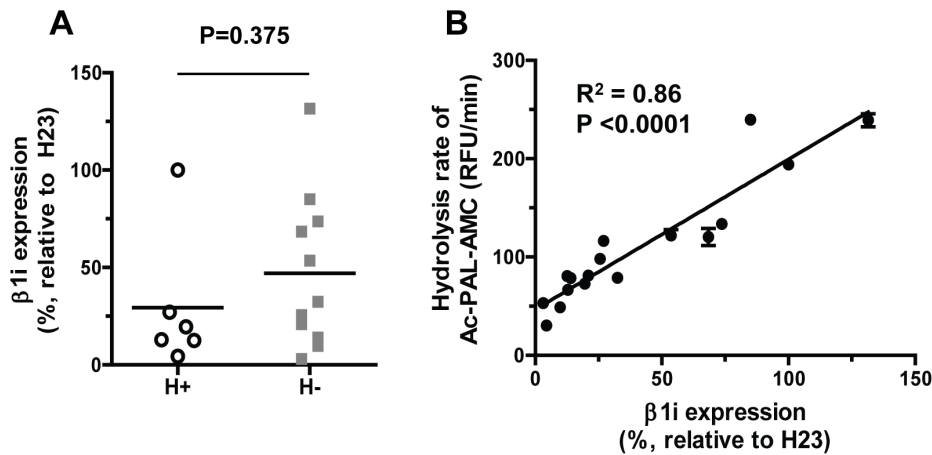 A
P=0.375
β1i expression
(%, relative to H23)
150
100
50
0
H+
H-
B
Hydrolysis rate of
Ac-PAL-AMC (RFU/min)
300
200
100
0
R² = 0.86
P <0.0001
0
50
100
150
β1i expression
(%, relative to H23)